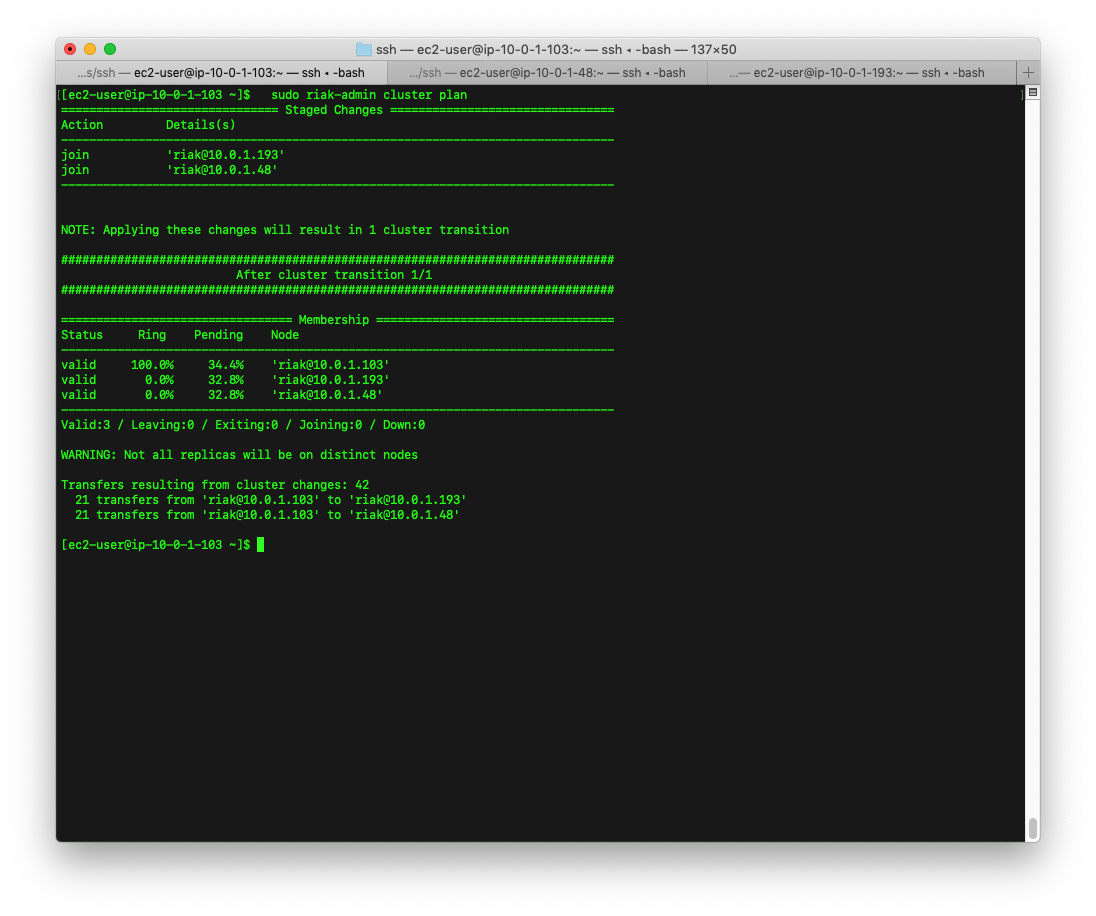 ssh — ec2-user@ip-10-0-1-103:~ — ssh ◂ -bash — 137×50
...s/ssh — ec2-user@ip-10-0-1-103:~ — ssh ◂ -bash
.../ssh — ec2-user@ip-10-0-1-48:~ — ssh ◂ -bash
...— ec2-user@ip-10-0-1-193:~ — ssh ◂ -bash
[[ec2-user@ip-10-0-1-103 ~]$   sudo riak-admin cluster plan ]
=============================== Staged Changes ================================
Action         Details(s)
-------------------------------------------------------------------------------
join           'riak@10.0.1.193'
join           'riak@10.0.1.48'
-------------------------------------------------------------------------------
NOTE: Applying these changes will result in 1 cluster transition
###############################################################################
                         After cluster transition 1/1
###############################################################################
================================= Membership ==================================
Status     Ring    Pending    Node
-------------------------------------------------------------------------------
valid     100.0%     34.4%    'riak@10.0.1.103'
valid       0.0%     32.8%    'riak@10.0.1.193'
valid       0.0%     32.8%    'riak@10.0.1.48'
-------------------------------------------------------------------------------
Valid:3 / Leaving:0 / Exiting:0 / Joining:0 / Down:0
WARNING: Not all replicas will be on distinct nodes
Transfers resulting from cluster changes: 42
  21 transfers from 'riak@10.0.1.103' to 'riak@10.0.1.193'
  21 transfers from 'riak@10.0.1.103' to 'riak@10.0.1.48'
[ec2-user@ip-10-0-1-103 ~]$